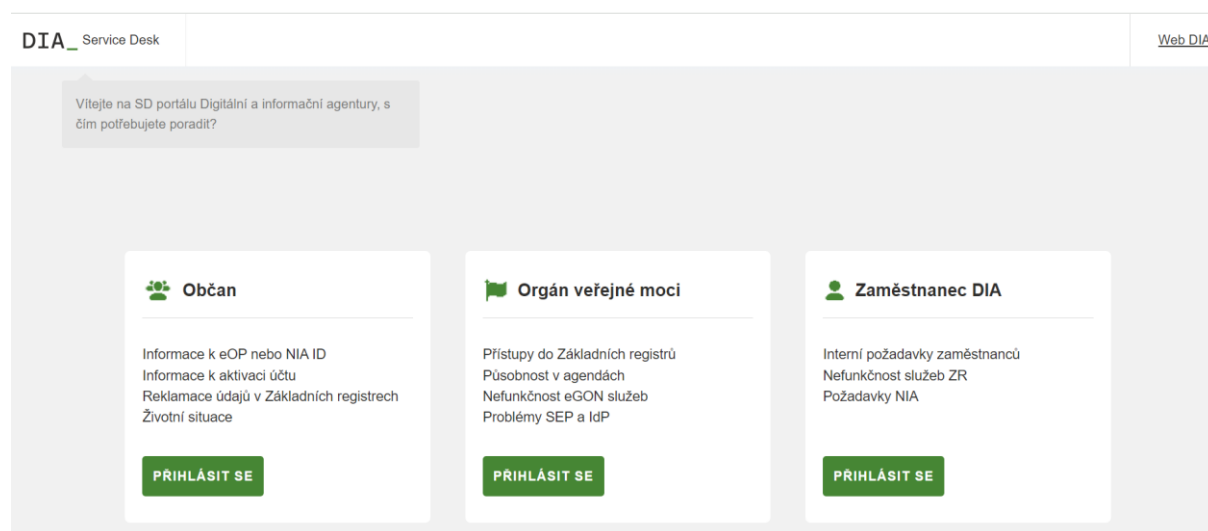 DIA_ Service Desk
Web DIA
Vítejte na SD portálu Digitální a informační agentury, s
čím potřebujete poradit?
Občan
Informace k eOP nebo NIA ID
Informace k aktivaci účtu
Reklamace údajů v Základních registrech
Životní situace
PŘIHLÁSIT SE
Orgán veřejné moci
Přístupy do Základních registrů
Působnost v agendách
Nefunkčnost eGON služeb
Problémy SEP a IdP
PŘIHLÁSIT SE
Zaměstnanec DIA
Interní požadavky zaměstnanců
Nefunkčnost služeb ZR
Požadavky NIA
PŘIHLÁSIT SE